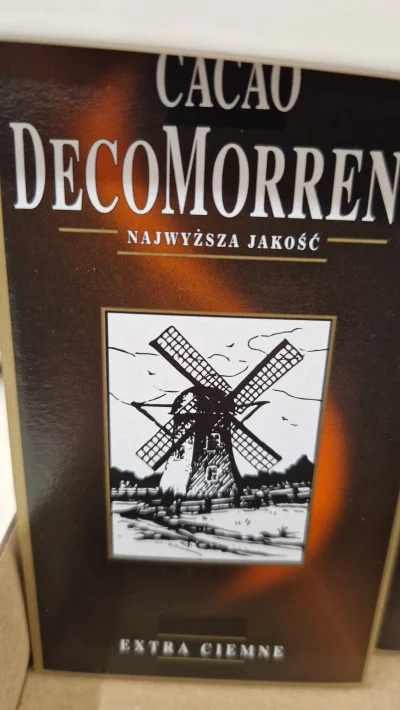 CACAO
DECOMORREN
NAJWYŻSZA JAKOŚĆ
EXTRA CIEMNE